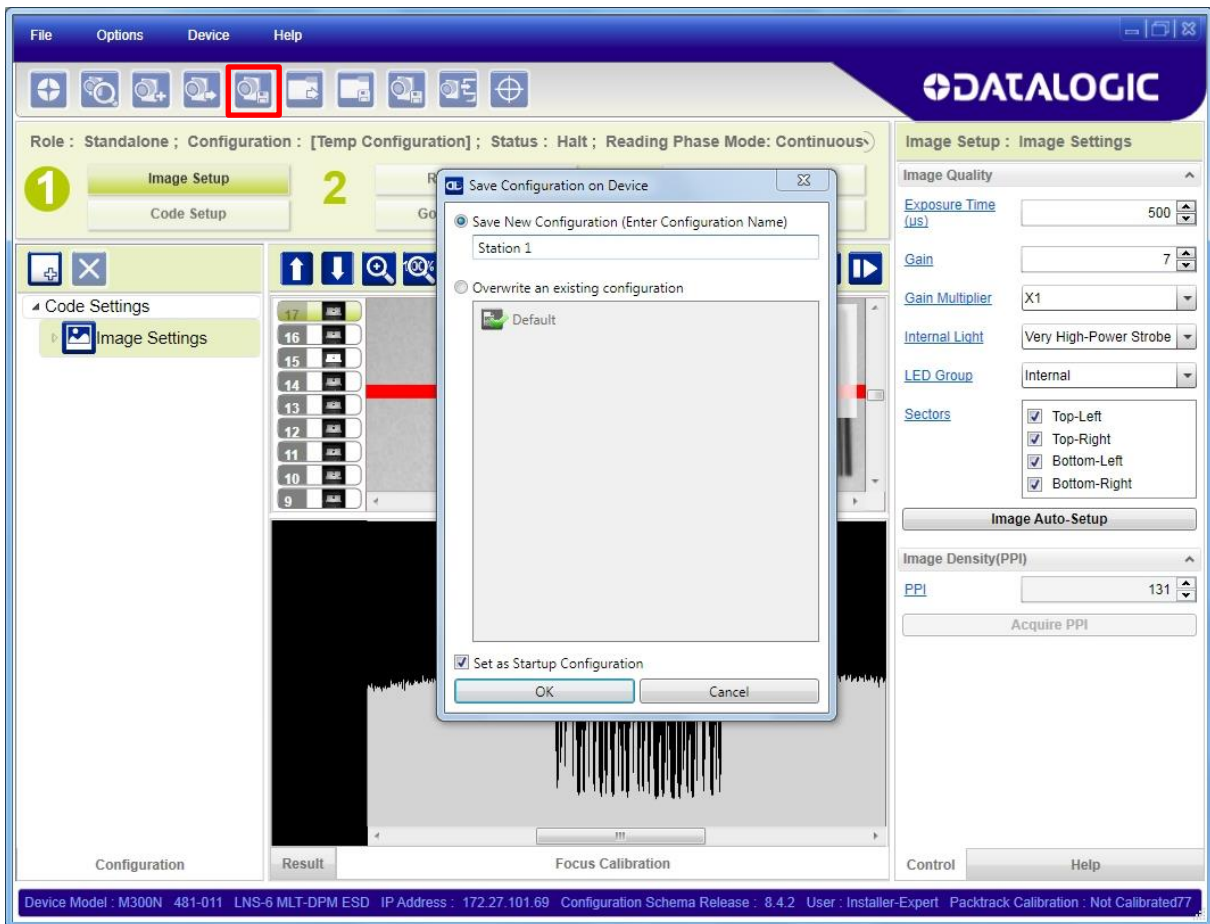 File Options Device Help
DATALOGIC
Role : Standalone ; Configuration : [Temp Configuration] ; Status : Halt ; Reading Phase Mode: Continuous
Image Setup : Image Settings
1
Image Setup
Code Setup
2
R
Go
Image Quality
Exposure Time
(µs)
500
Gain
7
Gain Multiplier
X1
Internal Light
Very High-Power Strobe
LED Group
Internal
Sectors
Top-Left
Top-Right
Bottom-Left
Bottom-Right
Image Auto-Setup
Image Density(PPI)
PPI
131
Acquire PPI
Code Settings
Image Settings
100%
17
16
15
14
13
12
11
10
9
DL Save Configuration on Device
Save New Configuration (Enter Configuration Name)
Station 1
Overwrite an existing configuration
Default
Set as Startup Configuration
OK Cancel
Configuration
Result
Focus Calibration
Control
Help
Device Model : M300N 481-011 LNS-6 MLT-DPM ESD IP Address : 172.27.101.69 Configuration Schema Release : 8.4.2 User : Installer-Expert Packtrack Calibration : Not Calibrated77